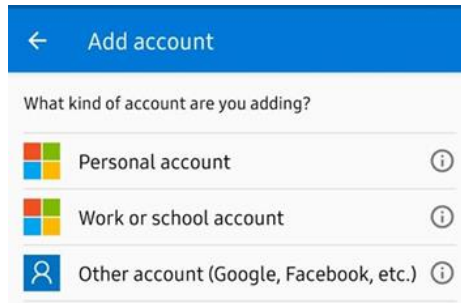 Add account
What kind of account are you adding?
Personal account
Work or school account
Other account (Google, Facebook, etc.)